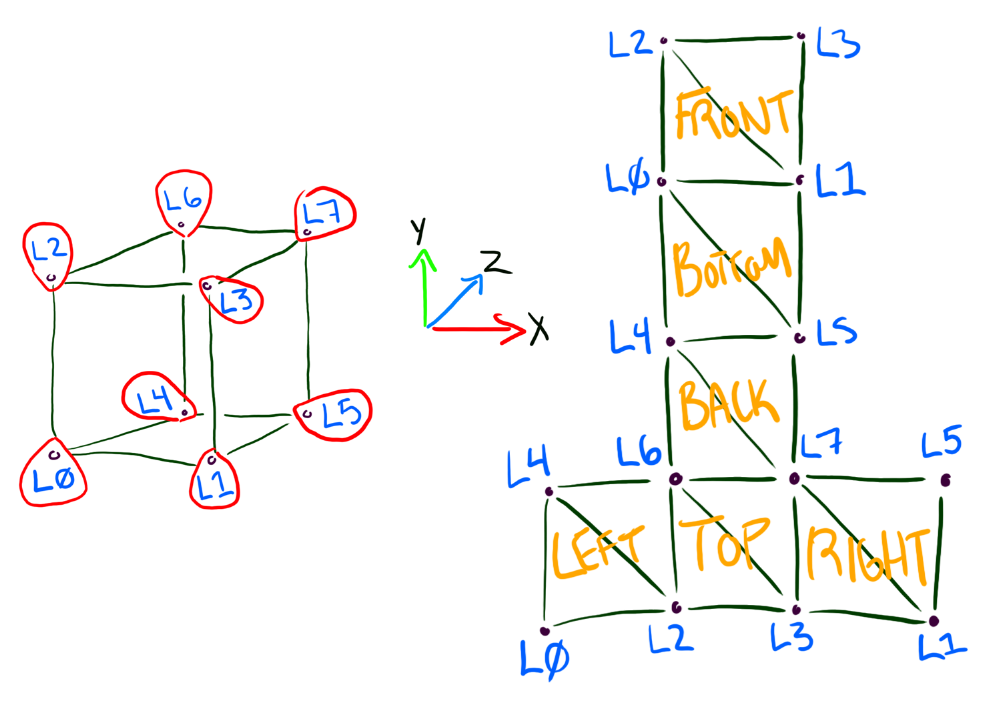 L6
L7
L2
L3
L4
L5
LØ
L1
Y
Z
X
L2 L3
FRONT
LØ L1
BOTTOM
L4 L5
BACK
L4 L6 L7 L5
LEFT TOP RIGHT
LØ L2 L3 L1